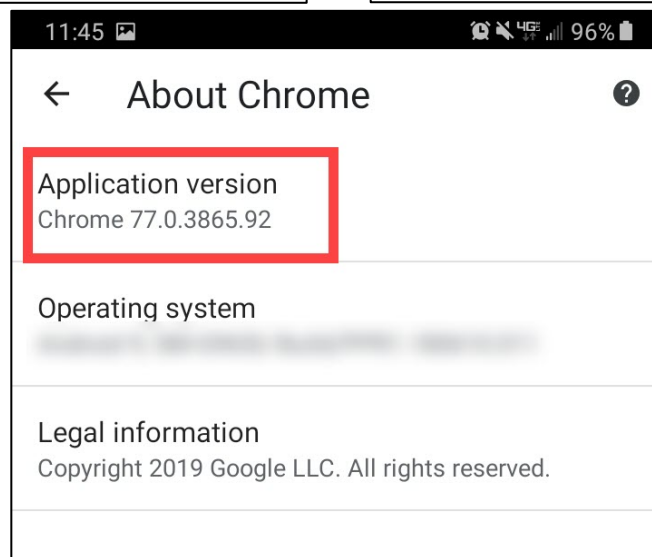 11:45 4GE 96%
About Chrome
Application version
Chrome 77.0.3865.92
Operating system
Legal information
Copyright 2019 Google LLC. All rights reserved.